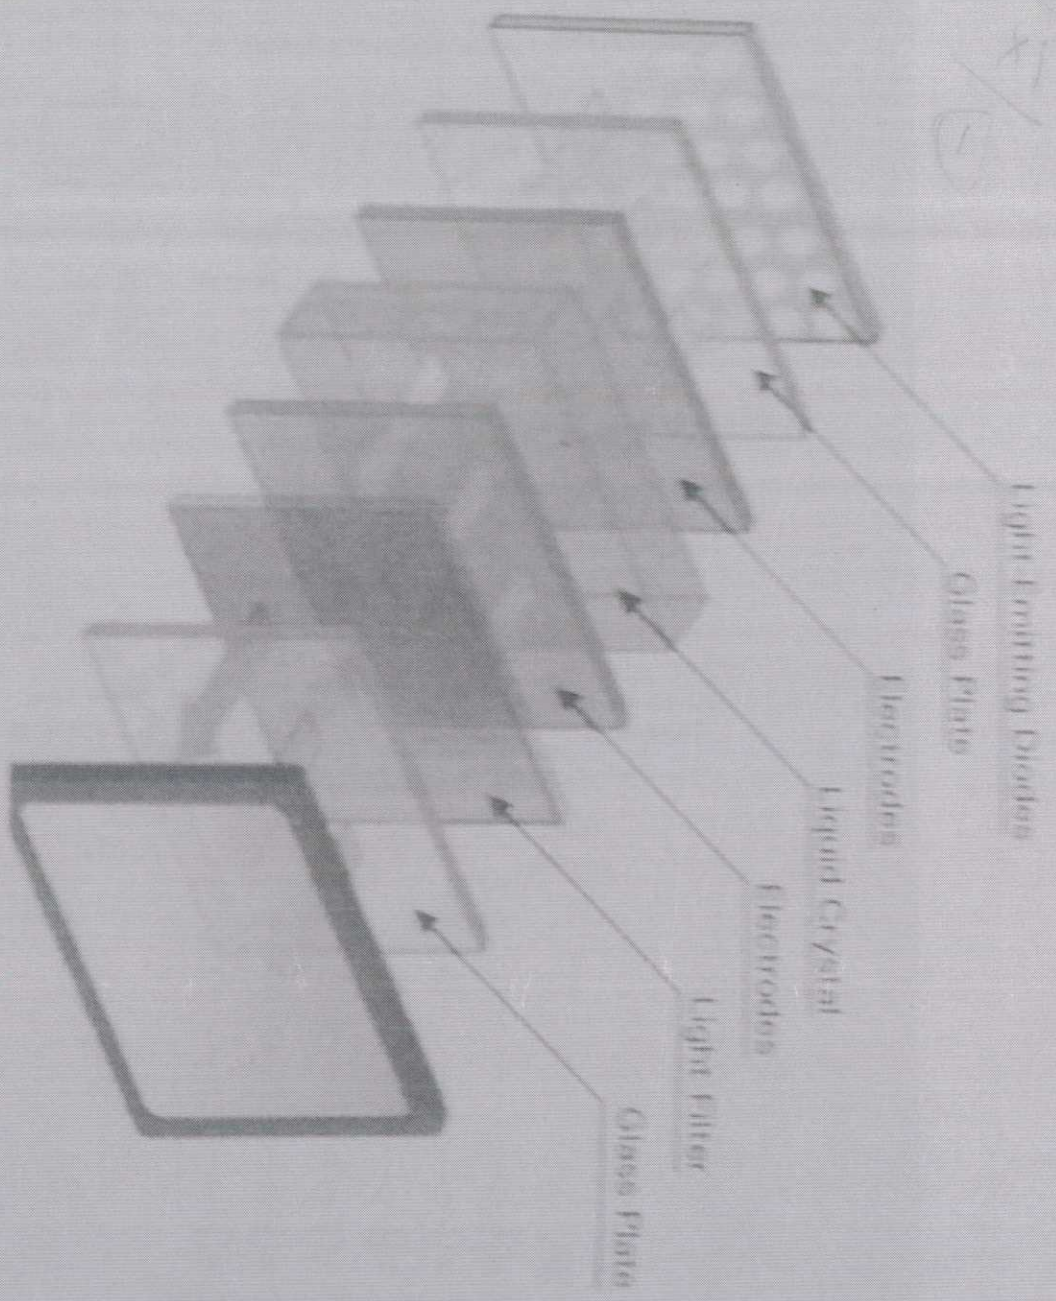 Light Emitting Diodes
Glass Plate
Electrodes
Liquid Crystal
Electrodes
Light Filter
Glass Plate